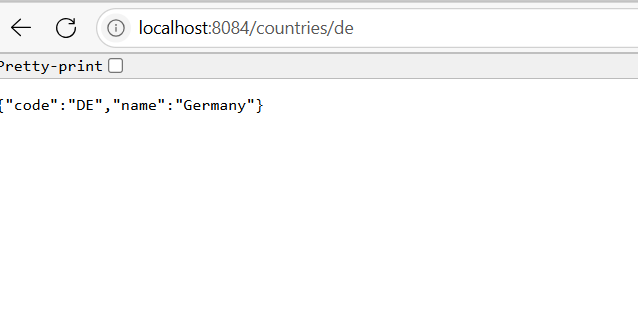 localhost:8084/countries/de
Pretty-print
{"code":"DE","name":"Germany"}